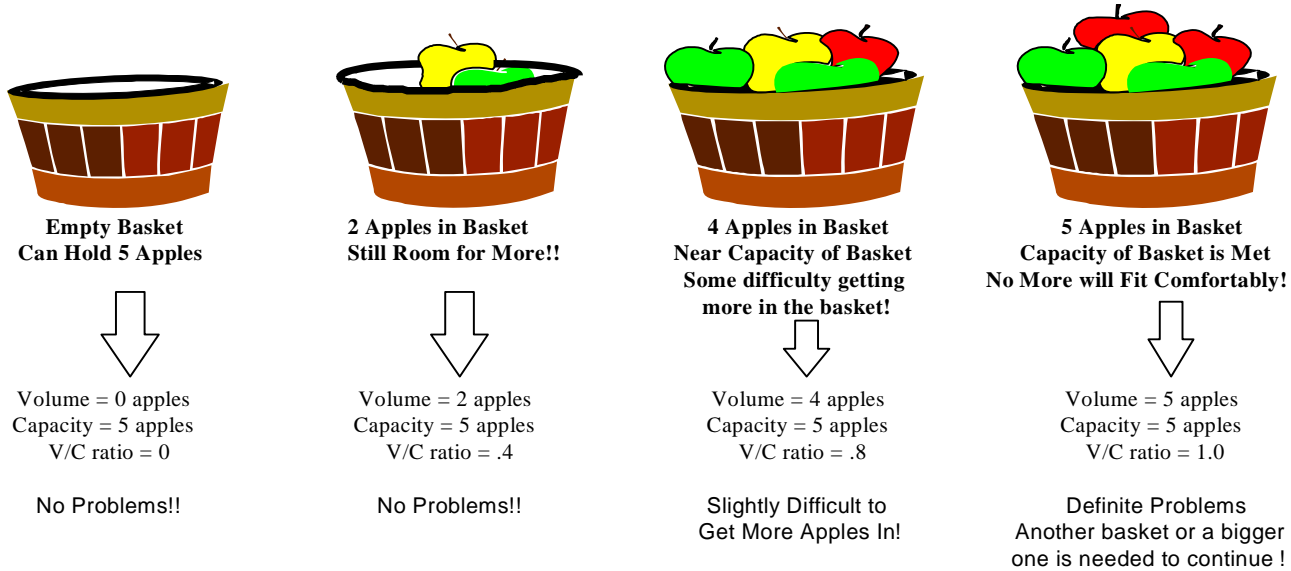 Empty Basket
Can Hold 5 Apples
Volume = 0 apples
Capacity = 5 apples
V/C ratio = 0
No Problems!!
2 Apples in Basket
Still Room for More!!
Volume = 2 apples
Capacity = 5 apples
V/C ratio = .4
No Problems!!
4 Apples in Basket
Near Capacity of Basket
Some difficulty getting
more in the basket!
Volume = 4 apples
Capacity = 5 apples
V/C ratio = .8
Slightly Difficult to
Get More Apples In!
5 Apples in Basket
Capacity of Basket is Met
No More will Fit Comfortably!
Volume = 5 apples
Capacity = 5 apples
V/C ratio = 1.0
Definite Problems
Another basket or a bigger
one is needed to continue !